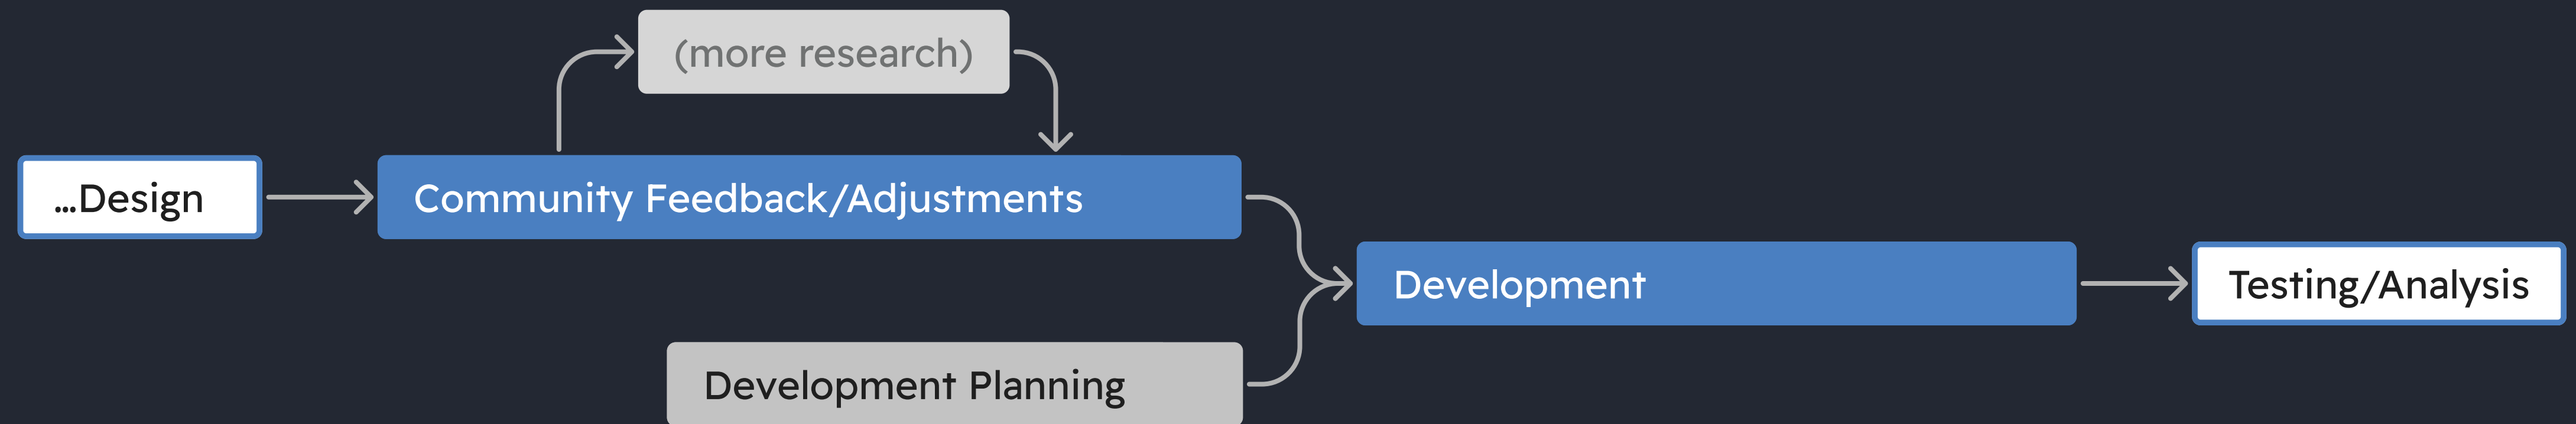 (more research)
...Design
Community Feedback/Adjustments
Development
Testing/Analysis
Development Planning